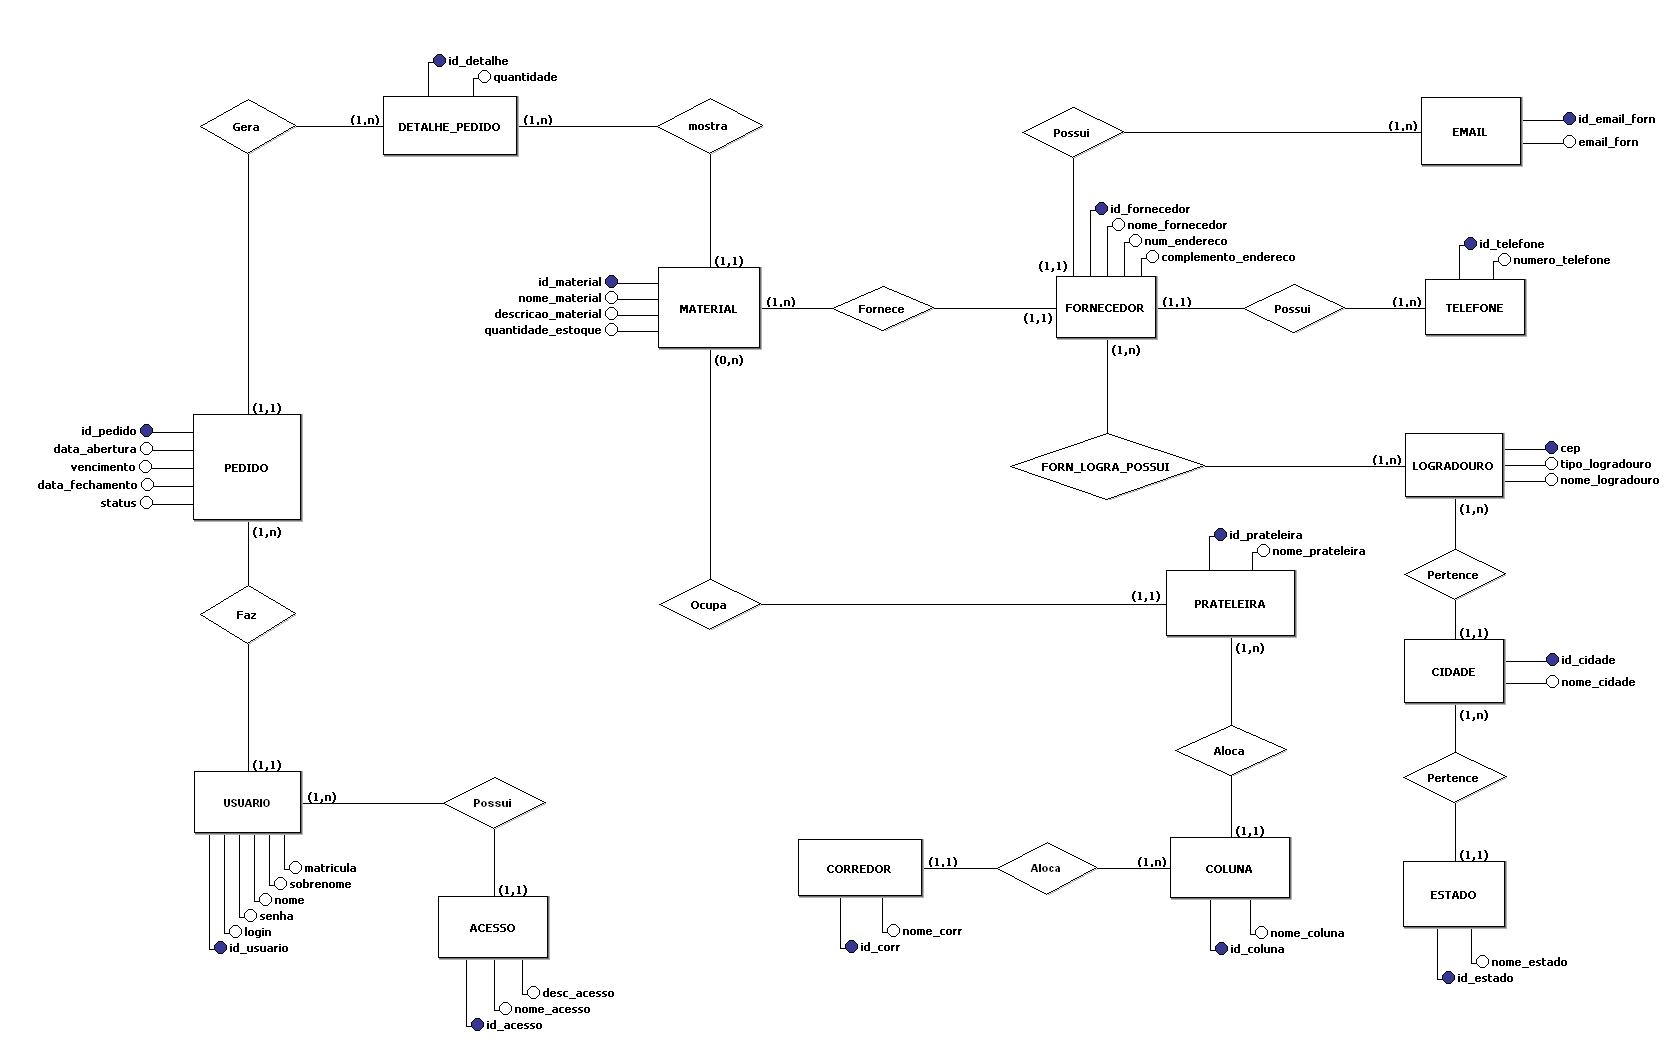 id_detalhe
quantidade
Gera
(1,n)
DETALHE_PEDIDO
(1,n)
mostra
Possui
(1,n)
EMAIL
id_email_forn
email_forn
id_fornecedor
nome_fornecedor
num_endereco
complemento_endereco
id_telefone
numero_telefone
(1,1)
(1,1)
id_material
nome_material
descricao_material
quantidade_estoque
MATERIAL
(1,n)
Fornece
(1,1)
FORNECEDOR
(1,1)
Possui
(1,n)
TELEFONE
(0,n)
(1,n)
(1,1)
id_pedido
data_abertura
vencimento
data_fechamento
status
PEDIDO
(1,n)
FORN_LOGRA_POSSUI
(1,n)
LOGRADOURO
cep
tipo_logradouro
nome_logradouro
(1,n)
id_prateleira
nome_prateleira
Pertence
Faz
Ocupa
(1,1)
PRATELEIRA
(1,n)
(1,1)
CIDADE
id_cidade
nome_cidade
(1,n)
Aloca
Pertence
(1,1)
USUARIO
(1,n)
Possui
(1,1)
(1,1)
matricula
sobrenome
nome
senha
login
id_usuario
(1,1)
ACESSO
desc_acesso
nome_acesso
id_acesso
CORREDOR
(1,1)
Aloca
(1,n)
COLUNA
nome_corr
id_corr
nome_coluna
id_coluna
ESTADO
nome_estado
id_estado